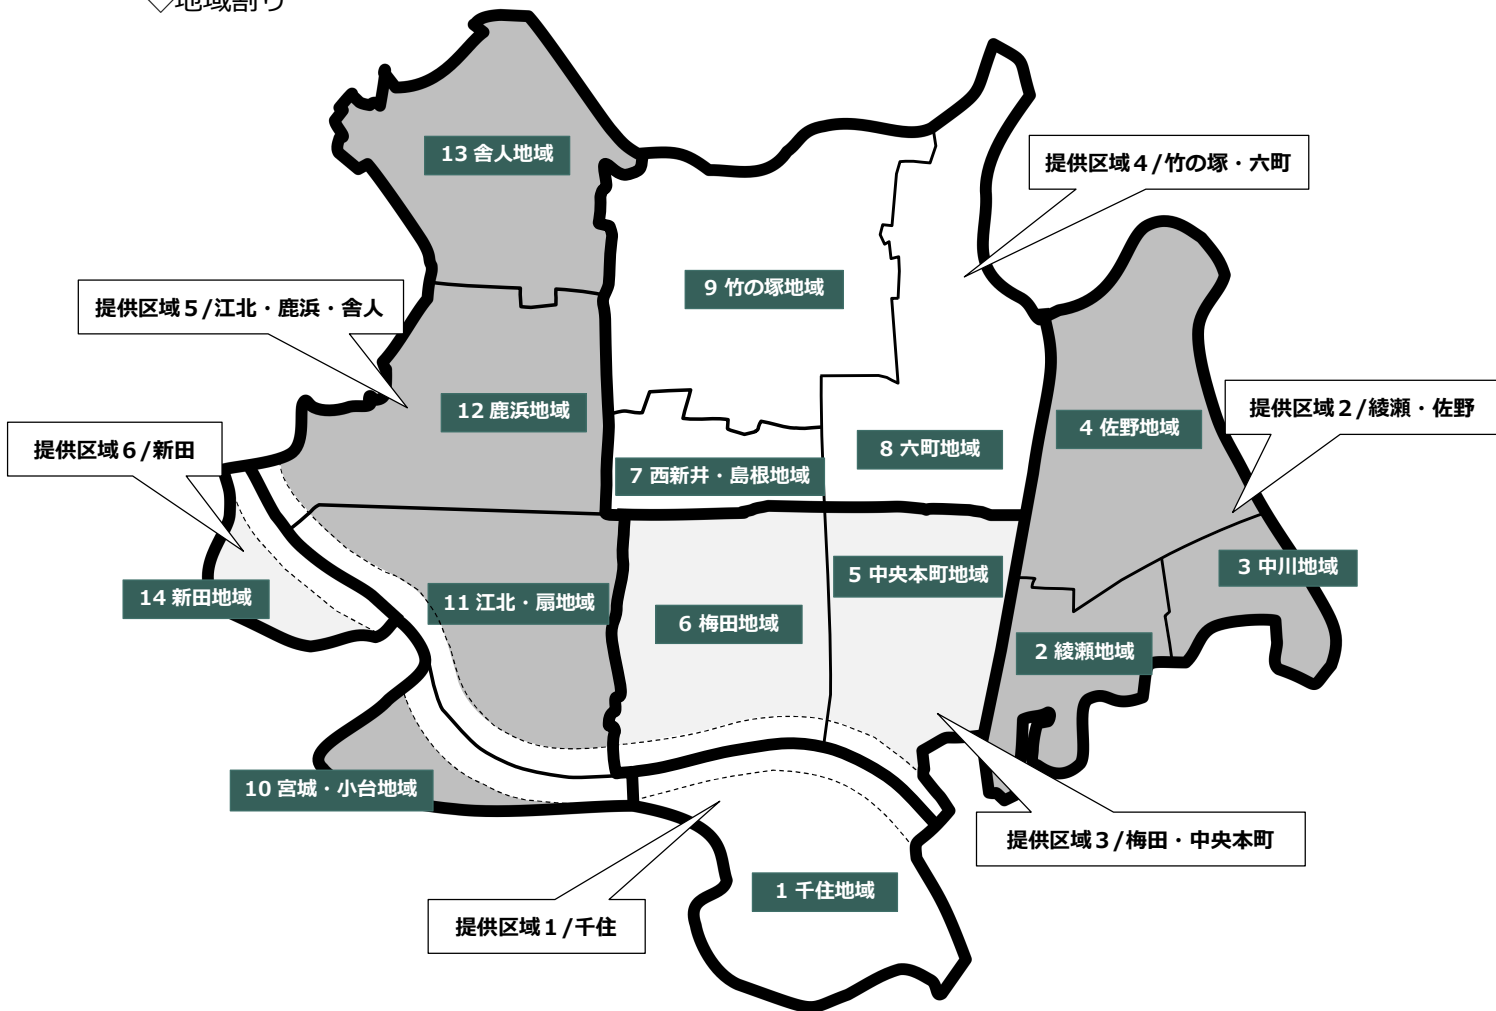 ◇地域割り
13 舎人地域
提供区域4/竹の塚・六町
9 竹の塚地域
提供区域5/江北・鹿浜・舎人
12 鹿浜地域
提供区域2/綾瀬・佐野
4 佐野地域
提供区域6/新田
8 六町地域
7 西新井・島根地域
3 中川地域
5 中央本町地域
14 新田地域
11 江北・扇地域
6 梅田地域
2 綾瀬地域
10 宮城・小台地域
提供区域3/梅田・中央本町
1 千住地域
提供区域1/千住